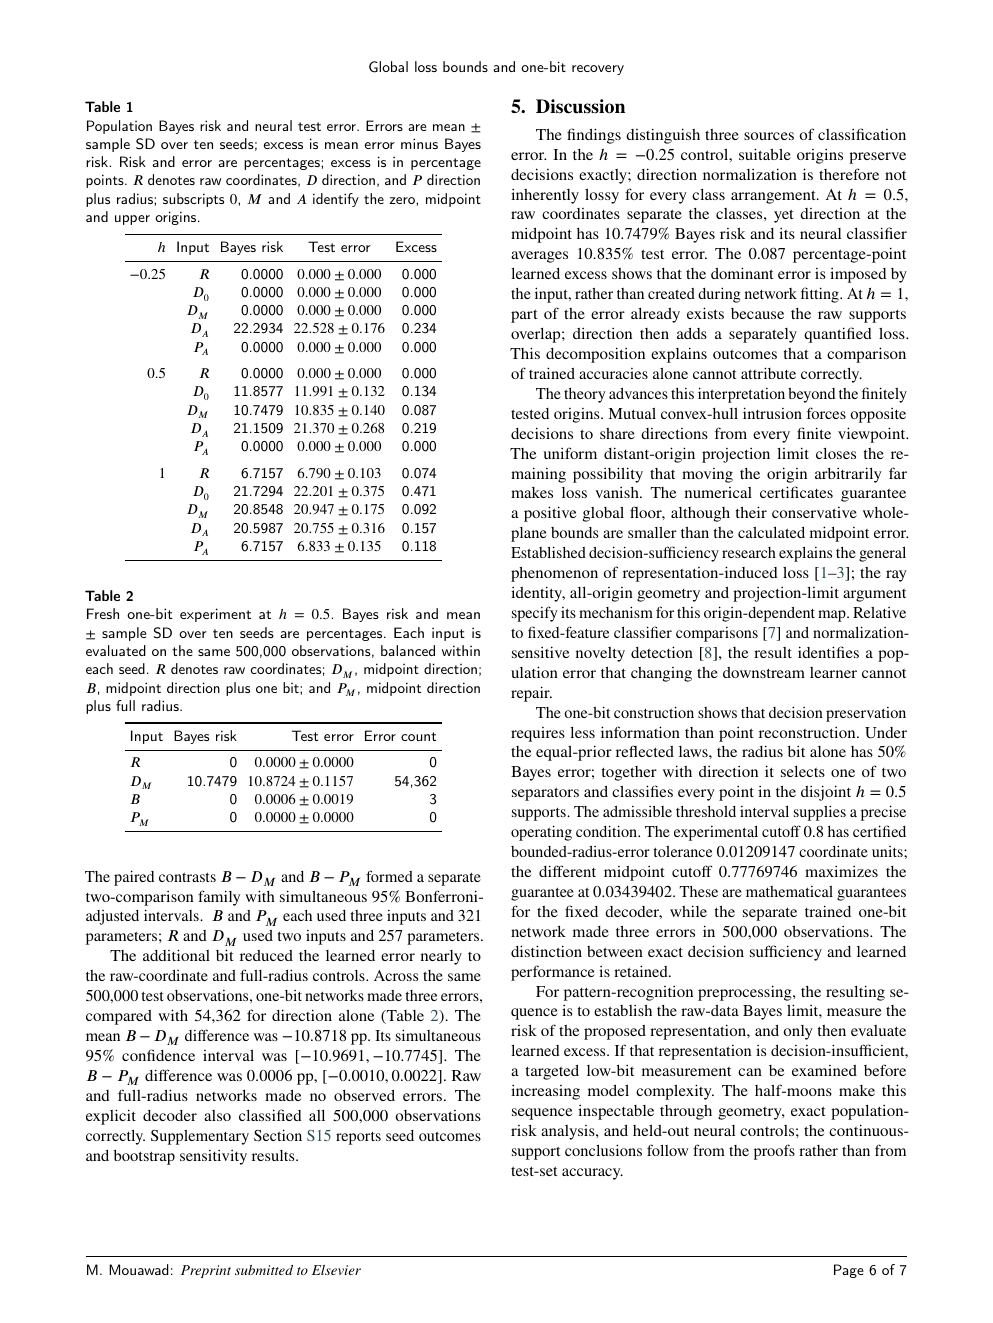 Global loss bounds and one-bit recovery
Table 1
Population Bayes risk and neural test error. Errors are mean ±
sample SD over ten seeds; excess is mean error minus Bayes
risk. Risk and error are percentages; excess is in percentage
points. R denotes raw coordinates, D direction, and P direction
plus radius; subscripts 0, M and A identify the zero, midpoint
and upper origins.
h Input Bayes risk Test error Excess
−0.25 R 0.0000 0.000 ± 0.000 0.000
D0 0.0000 0.000 ± 0.000 0.000
DM 0.0000 0.000 ± 0.000 0.000
DA 22.2934 22.528 ± 0.176 0.234
PA 0.0000 0.000 ± 0.000 0.000
0.5 R 0.0000 0.000 ± 0.000 0.000
D0 11.8577 11.991 ± 0.132 0.134
DM 10.7479 10.835 ± 0.140 0.087
DA 21.1509 21.370 ± 0.268 0.219
PA 0.0000 0.000 ± 0.000 0.000
1 R 6.7157 6.790 ± 0.103 0.074
D0 21.7294 22.201 ± 0.375 0.471
DM 20.8548 20.947 ± 0.175 0.092
DA 20.5987 20.755 ± 0.316 0.157
PA 6.7157 6.833 ± 0.135 0.118
Table 2
Fresh one-bit experiment at h = 0.5. Bayes risk and mean
± sample SD over ten seeds are percentages. Each input is
evaluated on the same 500,000 observations, balanced within
each seed. R denotes raw coordinates; DM, midpoint direction;
B, midpoint direction plus one bit; and PM, midpoint direction
plus full radius.
Input Bayes risk Test error Error count
R 0 0.0000 ± 0.0000 0
DM 10.7479 10.8724 ± 0.1157 54,362
B 0 0.0006 ± 0.0019 3
PM 0 0.0000 ± 0.0000 0
The paired contrasts B − DM and B − PM formed a separate
two-comparison family with simultaneous 95% Bonferroni-
adjusted intervals. B and PM each used three inputs and 321
parameters; R and DM used two inputs and 257 parameters.
The additional bit reduced the learned error nearly to
the raw-coordinate and full-radius controls. Across the same
500,000 test observations, one-bit networks made three errors,
compared with 54,362 for direction alone (Table 2). The
mean B − DM difference was −10.8718 pp. Its simultaneous
95% confidence interval was [−10.9691, −10.7745]. The
B − PM difference was 0.0006 pp, [−0.0010, 0.0022]. Raw
and full-radius networks made no observed errors. The
explicit decoder also classified all 500,000 observations
correctly. Supplementary Section S15 reports seed outcomes
and bootstrap sensitivity results.
5. Discussion
The findings distinguish three sources of classification
error. In the h = −0.25 control, suitable origins preserve
decisions exactly; direction normalization is therefore not
inherently lossy for every class arrangement. At h = 0.5,
raw coordinates separate the classes, yet direction at the
midpoint has 10.7479% Bayes risk and its neural classifier
averages 10.835% test error. The 0.087 percentage-point
learned excess shows that the dominant error is imposed by
the input, rather than created during network fitting. At h = 1,
part of the error already exists because the raw supports
overlap; direction then adds a separately quantified loss.
This decomposition explains outcomes that a comparison
of trained accuracies alone cannot attribute correctly.
The theory advances this interpretation beyond the finitely
tested origins. Mutual convex-hull intrusion forces opposite
decisions to share directions from every finite viewpoint.
The uniform distant-origin projection limit closes the re-
maining possibility that moving the origin arbitrarily far
makes loss vanish. The numerical certificates guarantee
a positive global floor, although their conservative whole-
plane bounds are smaller than the calculated midpoint error.
Established decision-sufficiency research explains the general
phenomenon of representation-induced loss [1–3]; the ray
identity, all-origin geometry and projection-limit argument
specify its mechanism for this origin-dependent map. Relative
to fixed-feature classifier comparisons [7] and normalization-
sensitive novelty detection [8], the result identifies a pop-
ulation error that changing the downstream learner cannot
repair.
The one-bit construction shows that decision preservation
requires less information than point reconstruction. Under
the equal-prior reflected laws, the radius bit alone has 50%
Bayes error; together with direction it selects one of two
separators and classifies every point in the disjoint h = 0.5
supports. The admissible threshold interval supplies a precise
operating condition. The experimental cutoff 0.8 has certified
bounded-radius-error tolerance 0.01209147 coordinate units;
the different midpoint cutoff 0.77769746 maximizes the
guarantee at 0.03439402. These are mathematical guarantees
for the fixed decoder, while the separate trained one-bit
network made three errors in 500,000 observations. The
distinction between exact decision sufficiency and learned
performance is retained.
For pattern-recognition preprocessing, the resulting se-
quence is to establish the raw-data Bayes limit, measure the
risk of the proposed representation, and only then evaluate
learned excess. If that representation is decision-insufficient,
a targeted low-bit measurement can be examined before
increasing model complexity. The half-moons make this
sequence inspectable through geometry, exact population-
risk analysis, and held-out neural controls; the continuous-
support conclusions follow from the proofs rather than from
test-set accuracy.
M. Mouawad: Preprint submitted to Elsevier
Page 6 of 7